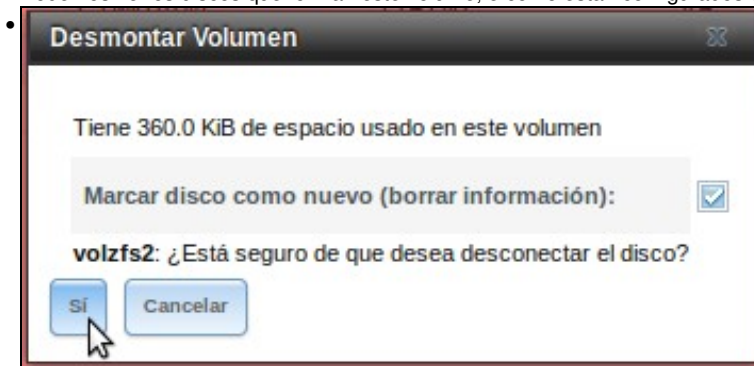 Desmontar Volumen
Tiene 360.0 KiB de espacio usado en este volumen
Marcar disco como nuevo (borrar información):
volzfs2: ¿Está seguro de que desea desconectar el disco?
Sí
Cancelar